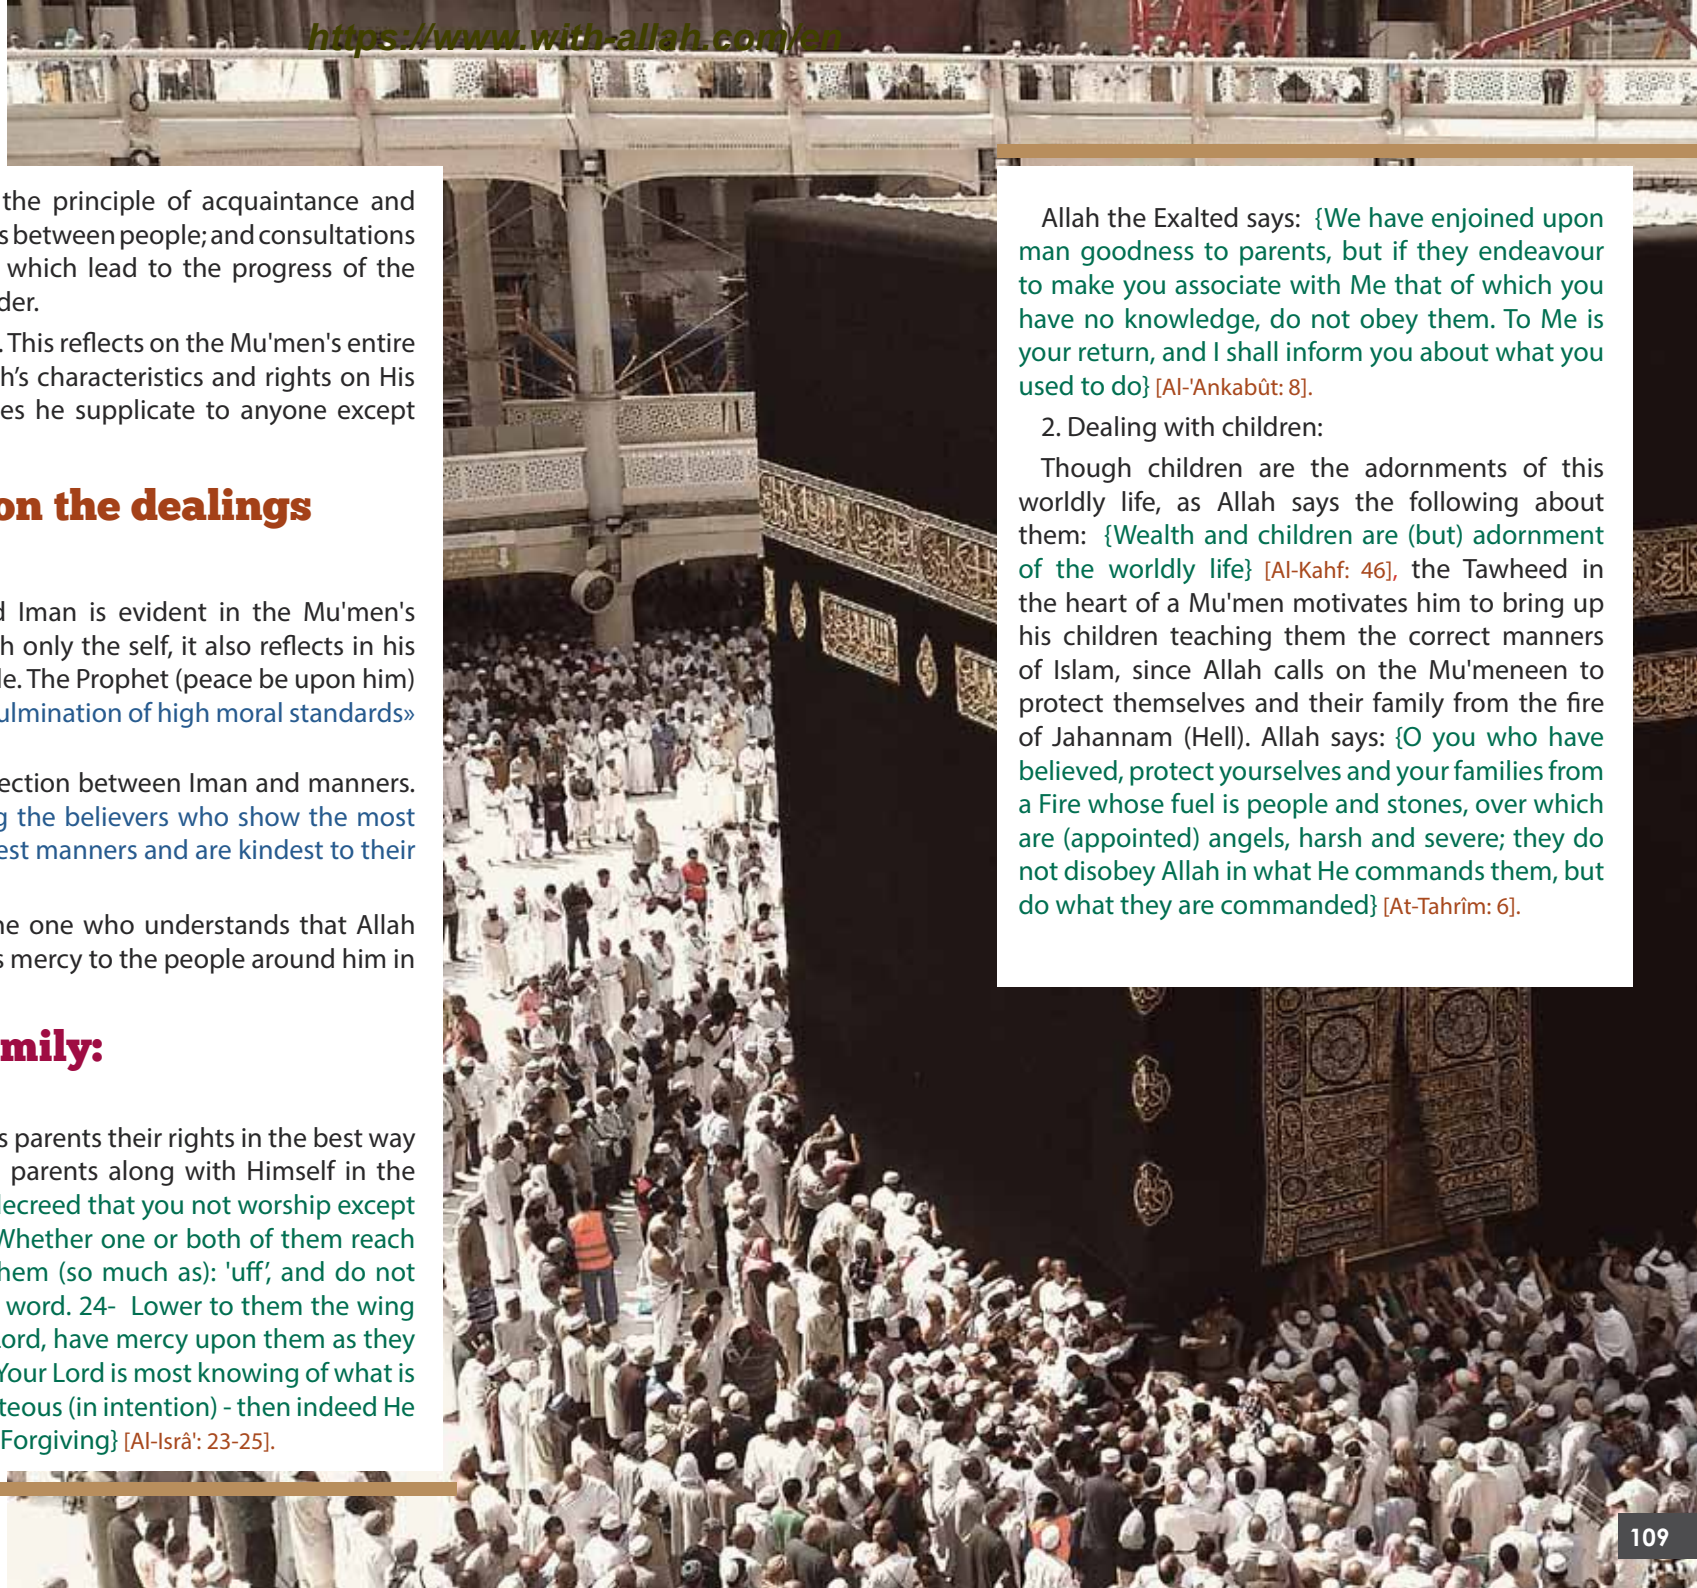 https://www.with-allah.com/en
the principle of acquaintance and
s between people; and consultations
which lead to the progress of the
der.
. This reflects on the Mu'men's entire
h's characteristics and rights on His
es he supplicate to anyone except
on the dealings
d Iman is evident in the Mu'men's
h only the self, it also reflects in his
le. The Prophet (peace be upon him)
ulmination of high moral standards»
ection between Iman and manners.
g the believers who show the most
est manners and are kindest to their
ne one who understands that Allah
s mercy to the people around him in
mily:
s parents their rights in the best way
parents along with Himself in the
decreed that you not worship except
Whether one or both of them reach
hem (so much as): 'uff', and do not
word. 24- Lower to them the wing
Lord, have mercy upon them as they
Your Lord is most knowing of what is
teous (in intention) - then indeed He
Forgiving} [Al-Isrâ': 23-25].
Allah the Exalted says: {We have enjoined upon
man goodness to parents, but if they endeavour
to make you associate with Me that of which you
have no knowledge, do not obey them. To Me is
your return, and I shall inform you about what you
used to do} [Al-'Ankabût: 8].
2. Dealing with children:
Though children are the adornments of this
worldly life, as Allah says the following about
them: {Wealth and children are (but) adornment
of the worldly life} [Al-Kahf: 46], the Tawheed in
the heart of a Mu'men motivates him to bring up
his children teaching them the correct manners
of Islam, since Allah calls on the Mu'meneen to
protect themselves and their family from the fire
of Jahannam (Hell). Allah says: {O you who have
believed, protect yourselves and your families from
a Fire whose fuel is people and stones, over which
are (appointed) angels, harsh and severe; they do
not disobey Allah in what He commands them, but
do what they are commanded} [At-Tahrîm: 6].
109